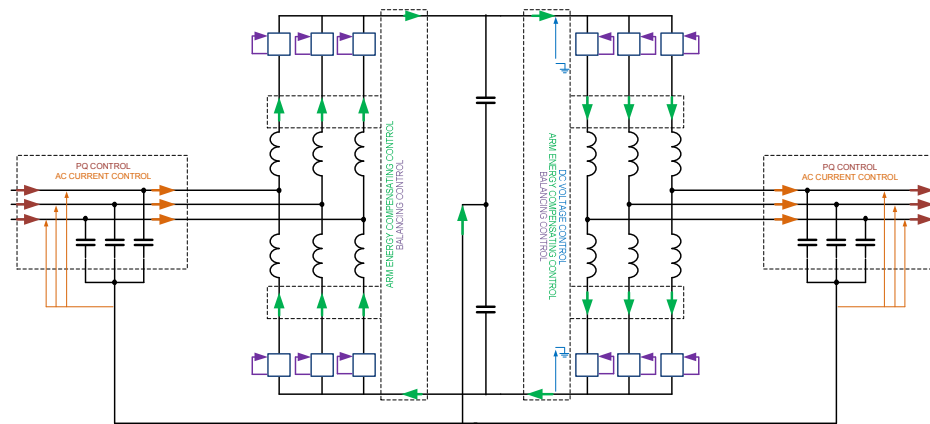 PQ CONTROL
AC CURRENT CONTROL
ARM ENERGY COMPENSATING CONTROL
BALANCING CONTROL
DC VOLTAGE CONTROL
ARM ENERGY COMPENSATING CONTROL
BALANCING CONTROL
PQ CONTROL
AC CURRENT CONTROL